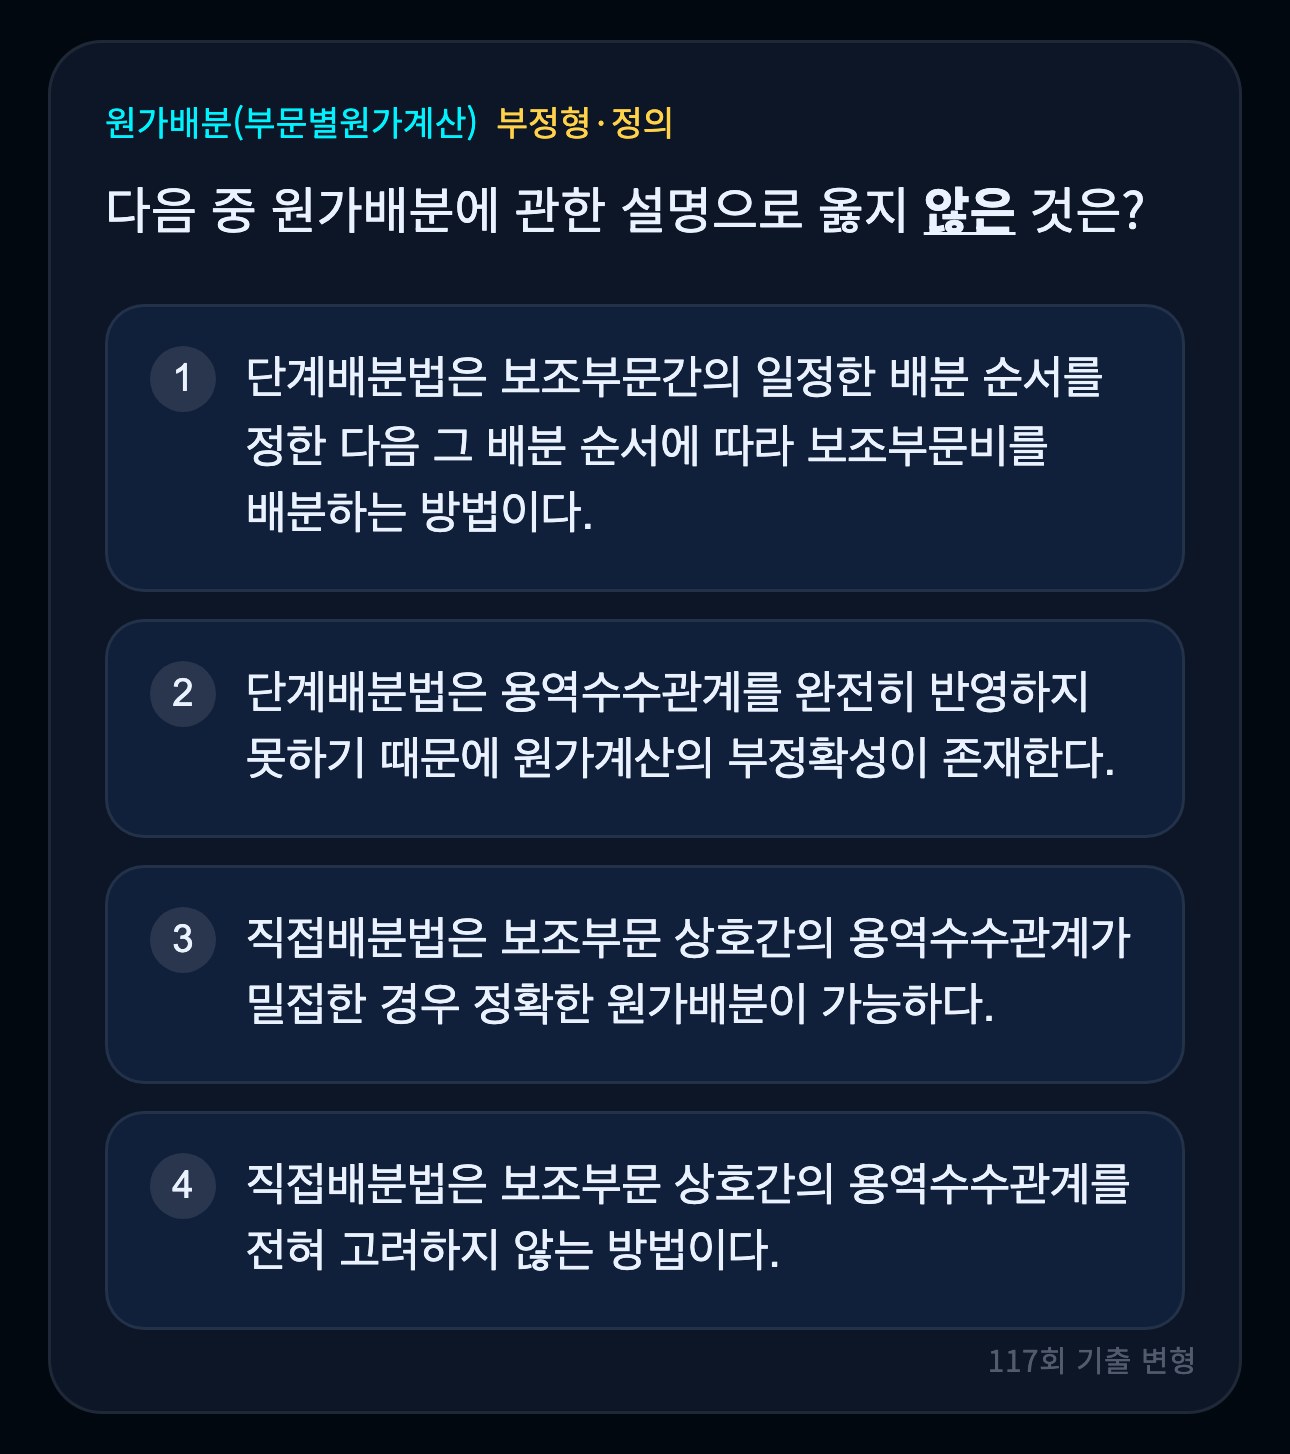 원가배분(부문별원가계산) 부정형·정의
다음 중 원가배분에 관한 설명으로 옳지 않은 것은?
1 단계배분법은 보조부문간의 일정한 배분 순서를
정한 다음 그 배분 순서에 따라 보조부문비를
배분하는 방법이다.
2 단계배분법은 용역수수관계를 완전히 반영하지
못하기 때문에 원가계산의 부정확성이 존재한다.
3 직접배분법은 보조부문 상호간의 용역수수관계가
밀접한 경우 정확한 원가배분이 가능하다.
4 직접배분법은 보조부문 상호간의 용역수수관계를
전혀 고려하지 않는 방법이다.
117회 기출 변형